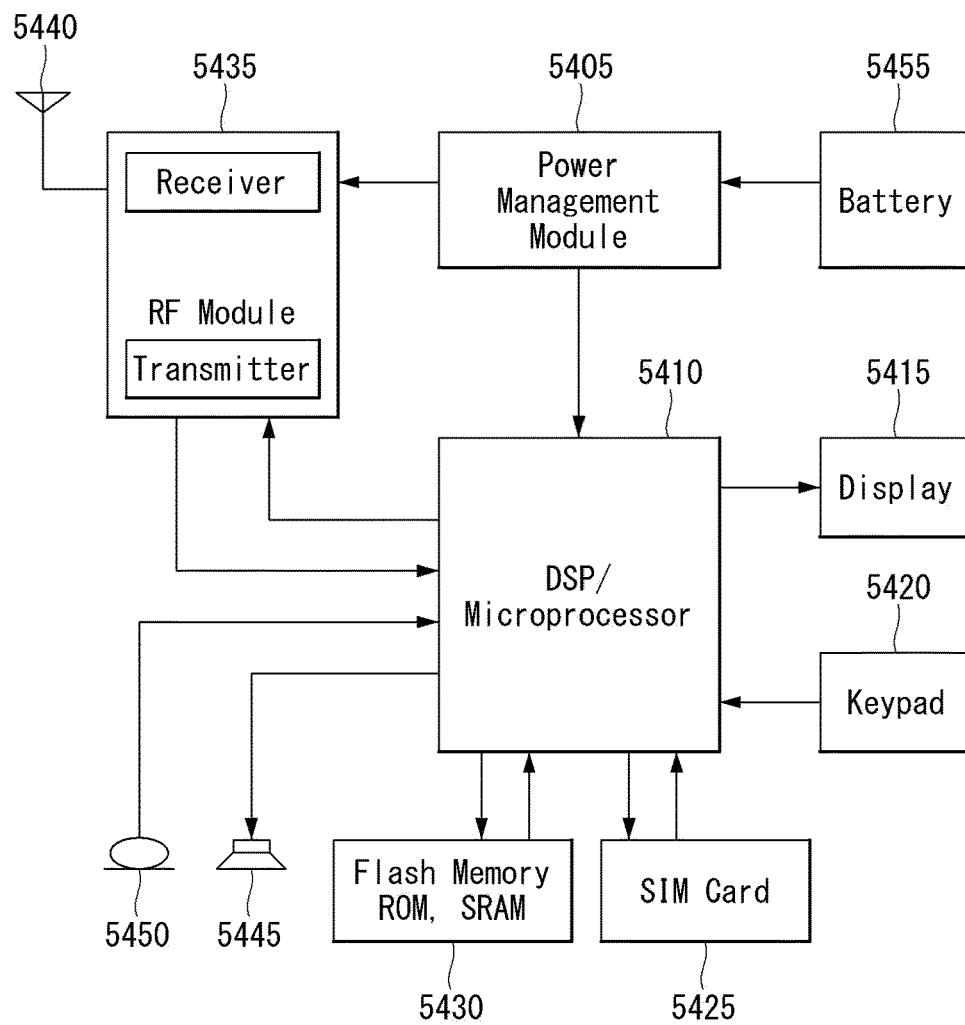 5440
5435
5405
5455
Receiver
RF Module
Transmitter
Power
Management
Module
Battery
5410
5415
DSP/
Microprocessor
Display
5420
Keypad
Flash Memory
ROM, SRAM
SIM Card
5450
5445
5430
5425